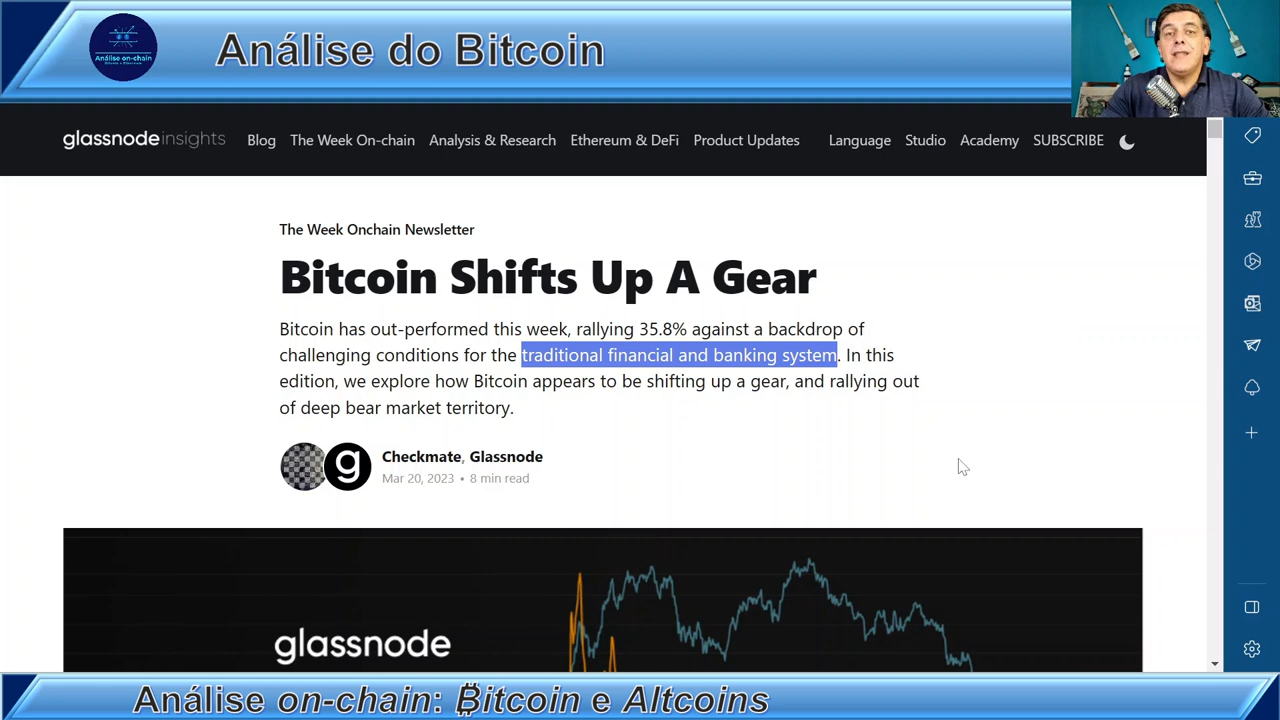 Análise do Bitcoin
Análise on-chain
glassnodeinsights
Blog The Week On-chain Analysis & Research Ethereum & DeFi Product Updates Language Studio Academy SUBSCRIBE
The Week Onchain Newsletter
Bitcoin Shifts Up A Gear
Bitcoin has out-performed this week, rallying 35.8% against a backdrop of
challenging conditions for the traditional financial and banking system. In this
edition, we explore how Bitcoin appears to be shifting up a gear, and rallying out
of deep bear market territory.
g
Checkmate, Glassnode
Mar 20, 2023 • 8 min read
glassnode
Análise on-chain: ₿itcoin e Altcoins